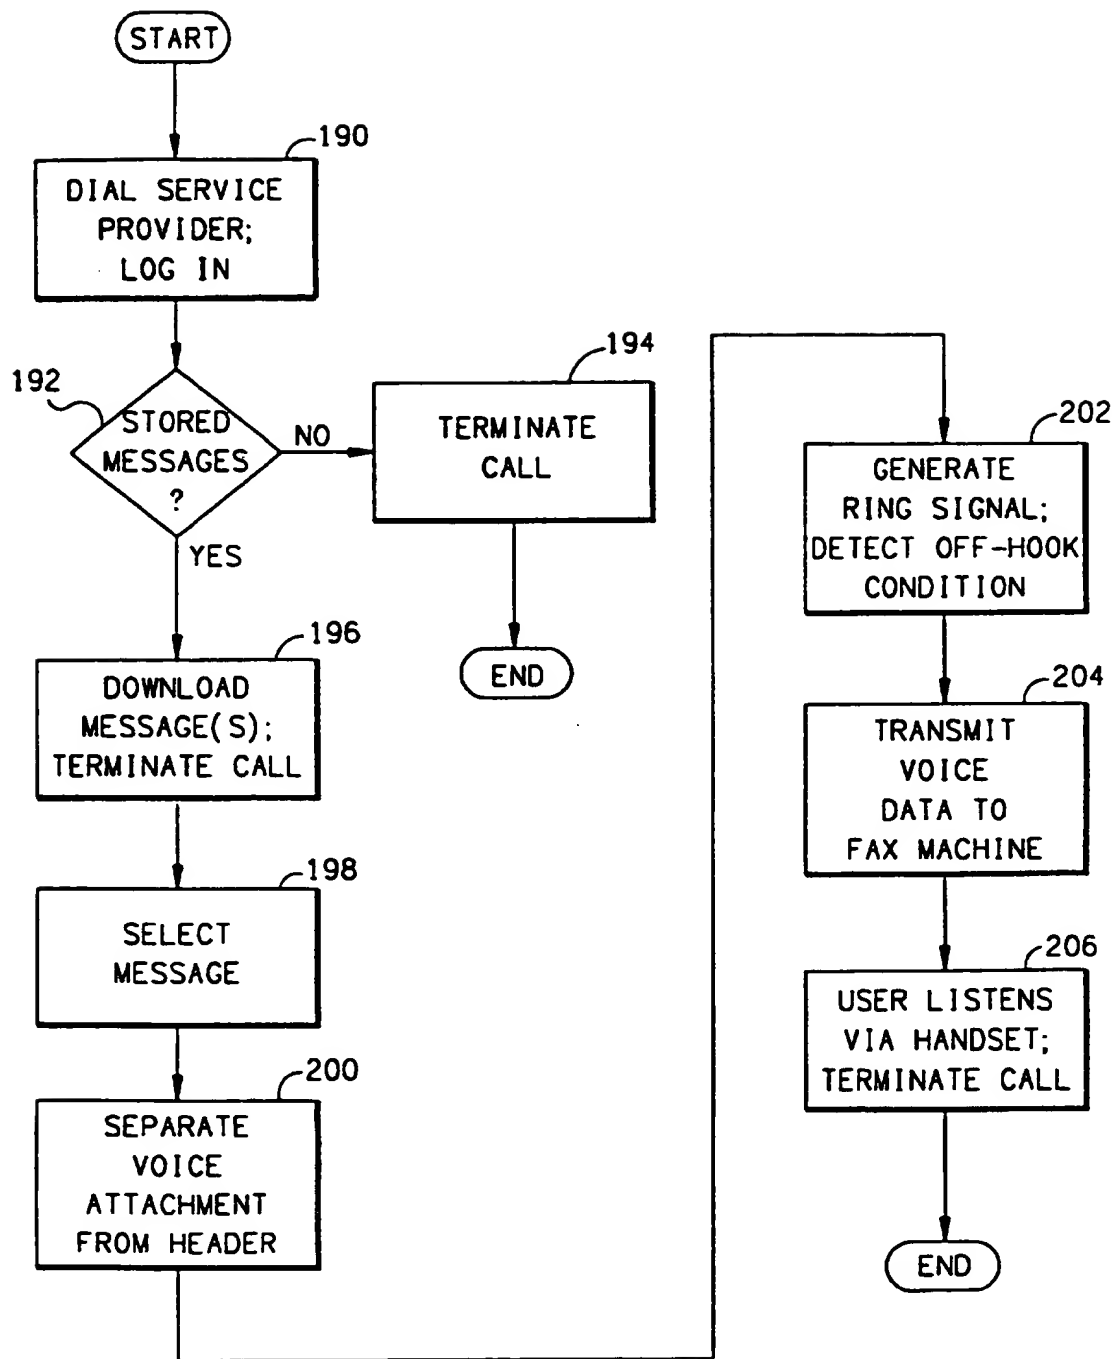 START
190
DIAL SERVICE
PROVIDER;
LOG IN
192
STORED
MESSAGES
?
NO
YES
194
TERMINATE
CALL
END
196
DOWNLOAD
MESSAGE(S);
TERMINATE CALL
198
SELECT
MESSAGE
200
SEPARATE
VOICE
ATTACHMENT
FROM HEADER
202
GENERATE
RING SIGNAL;
DETECT OFF-HOOK
CONDITION
204
TRANSMIT
VOICE
DATA TO
FAX MACHINE
206
USER LISTENS
VIA HANDSET;
TERMINATE CALL
END